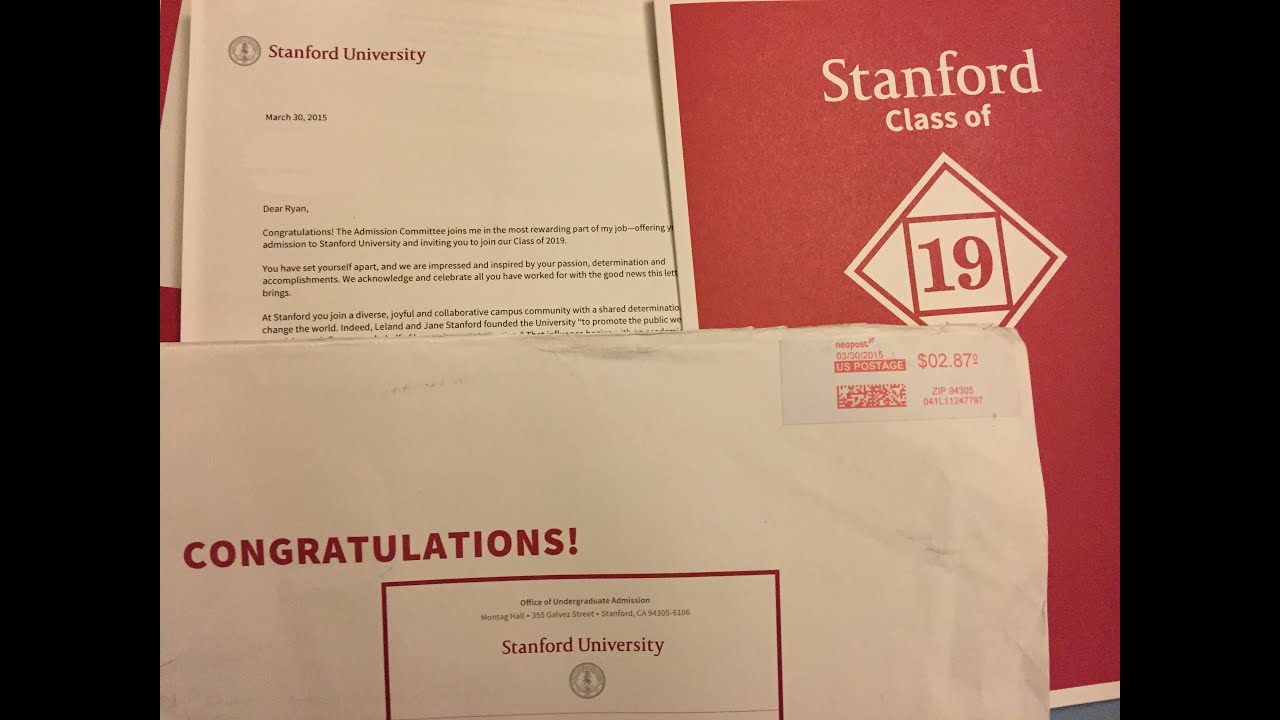 Stanford University
March 30, 2015
Dear Ryan,
Congratulations! The Admission Committee joins me in the most rewarding part of my job—offering
admission to Stanford University and inviting you to join our Class of 2019.
You have set yourself apart, and we are impressed and inspired by your passion, determination and
accomplishments. We acknowledge and celebrate all you have worked for with the good news this
brings.
At Stanford you join a diverse, joyful and collaborative campus community with a shared
change the world. Indeed, Leland and Jane Stanford founded the University "to promote the public
Stanford
Class of
19
neopost
03/30/2015
US POSTAGE
$02.87⁰
ZIP 94305
041L11247797
CONGRATULATIONS!
Office of Undergraduate Admission
Montag Hall • 355 Galvez Street • Stanford, CA 94305-6106
Stanford University